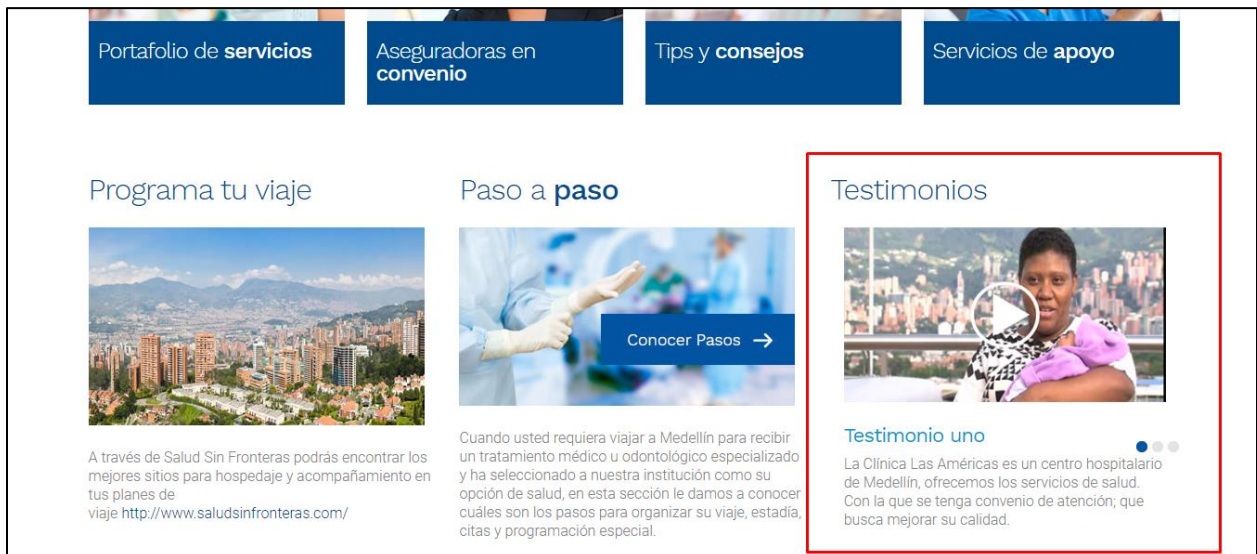 Portafolio de servicios
Aseguradoras en
convenio
Tips y consejos
Servicios de apoyo
Programa tu viaje
A través de Salud Sin Fronteras podrás encontrar los
mejores sitios para hospedaje y acompañamiento en
tus planes de
viaje http://www.saludsinfronteras.com/
Paso a paso
Conocer Pasos →
Cuando usted requiera viajar a Medellín para recibir
un tratamiento médico u odontológico especializado
y ha seleccionado a nuestra institución como su
opción de salud, en esta sección le damos a conocer
cuáles son los pasos para organizar su viaje, estadía,
citas y programación especial.
Testimonios
Testimonio uno
La Clínica Las Américas es un centro hospitalario
de Medellín, ofrecemos los servicios de salud.
Con la que se tenga convenio de atención; que
busca mejorar su calidad.